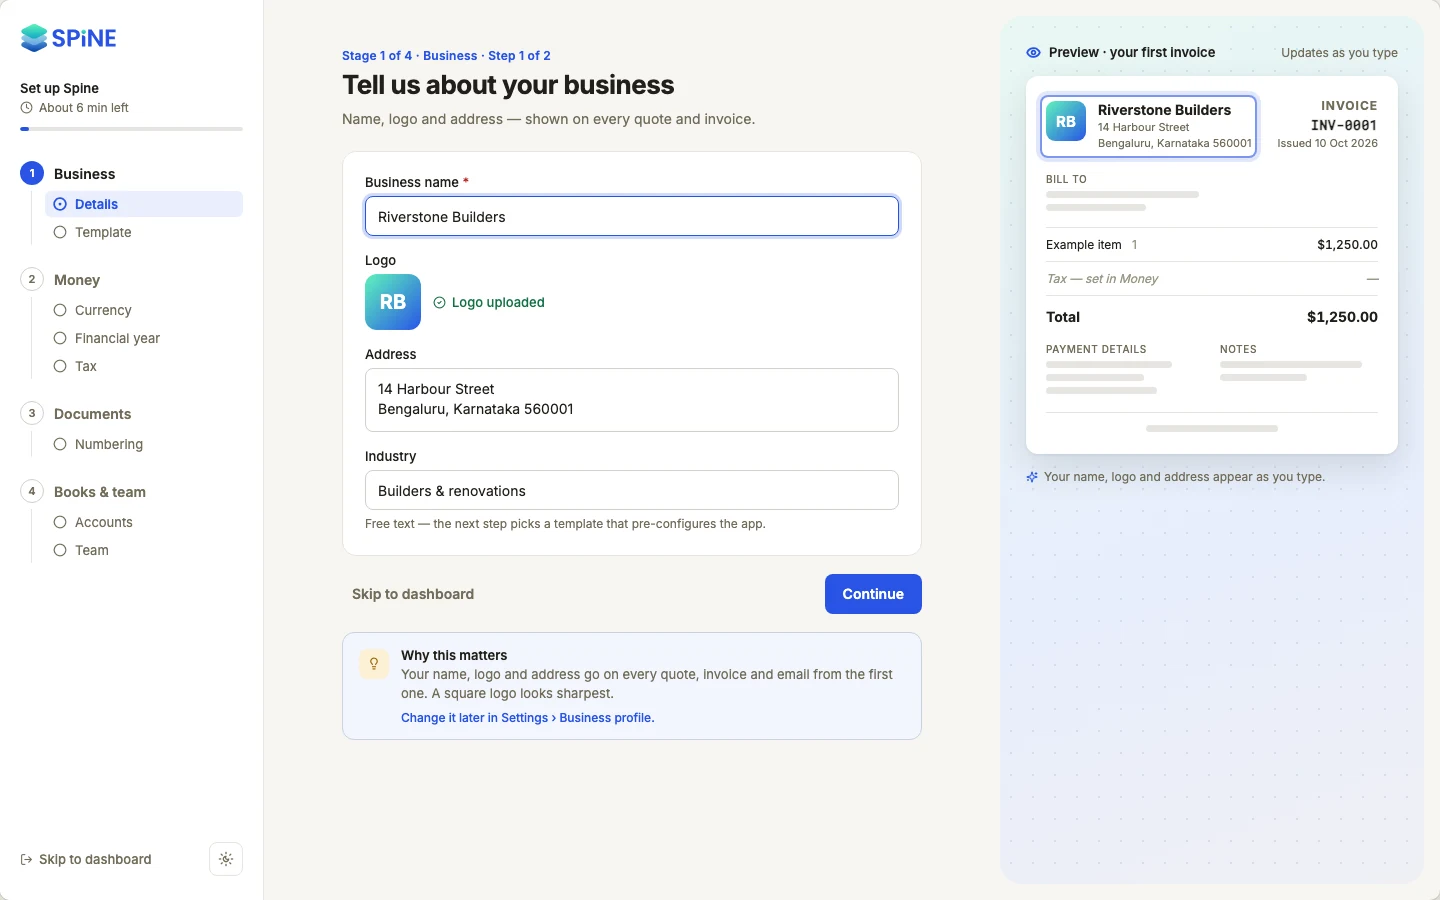 SPiNE
Set up Spine
About 6 min left
1 Business
Details
Template
2 Money
Currency
Financial year
Tax
3 Documents
Numbering
4 Books & team
Accounts
Team
Skip to dashboard
Stage 1 of 4 · Business · Step 1 of 2
Tell us about your business
Name, logo and address — shown on every quote and invoice.
Business name *
Riverstone Builders
Logo
RB
Logo uploaded
Address
14 Harbour Street
Bengaluru, Karnataka 560001
Industry
Builders & renovations
Free text — the next step picks a template that pre-configures the app.
Skip to dashboard
Continue
Why this matters
Your name, logo and address go on every quote, invoice and email from the first
one. A square logo looks sharpest.
Change it later in Settings › Business profile.
Preview · your first invoice
Updates as you type
RB
Riverstone Builders
14 Harbour Street
Bengaluru, Karnataka 560001
INVOICE
INV-0001
Issued 10 Oct 2026
BILL TO
Example item 1 $1,250.00
Tax — set in Money —
Total $1,250.00
PAYMENT DETAILS
NOTES
Your name, logo and address appear as you type.